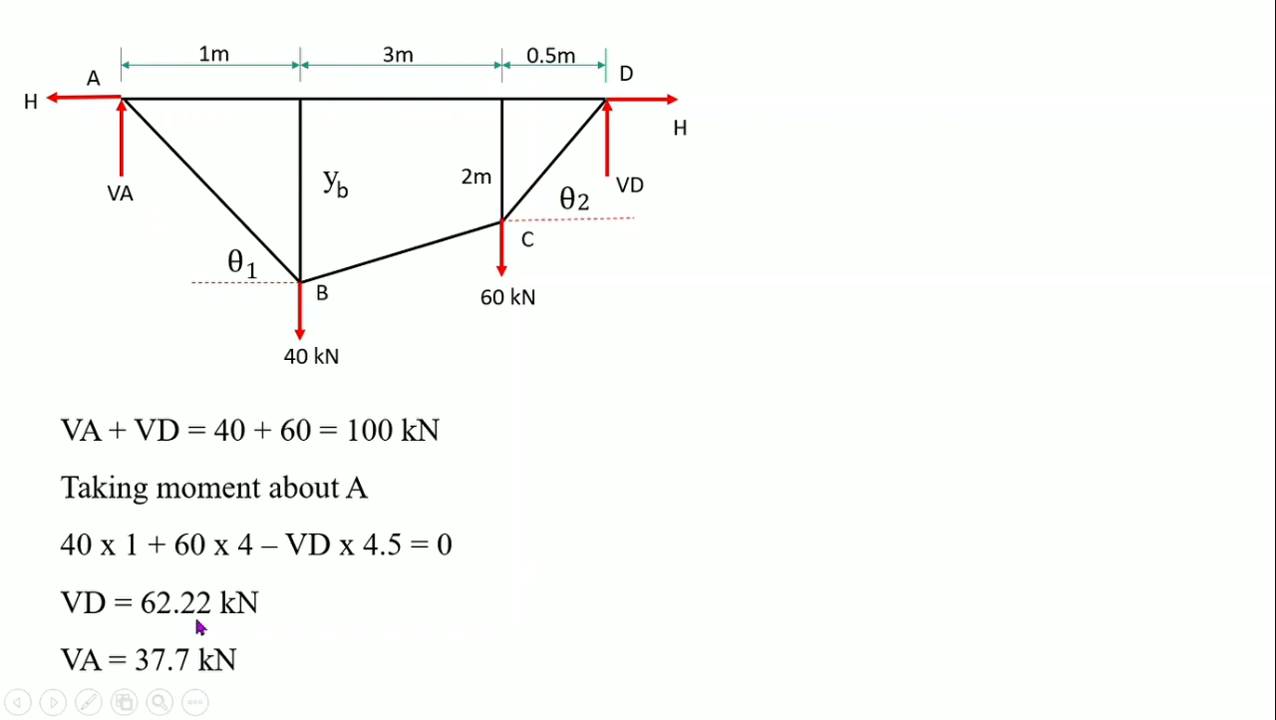 1m 3m 0.5m
A D
H H
VA y_b 2m VD
θ2
θ1 C
B 60 kN
40 kN
VA + VD = 40 + 60 = 100 kN
Taking moment about A
40 x 1 + 60 x 4 – VD x 4.5 = 0
VD = 62.22 kN
VA = 37.7 kN